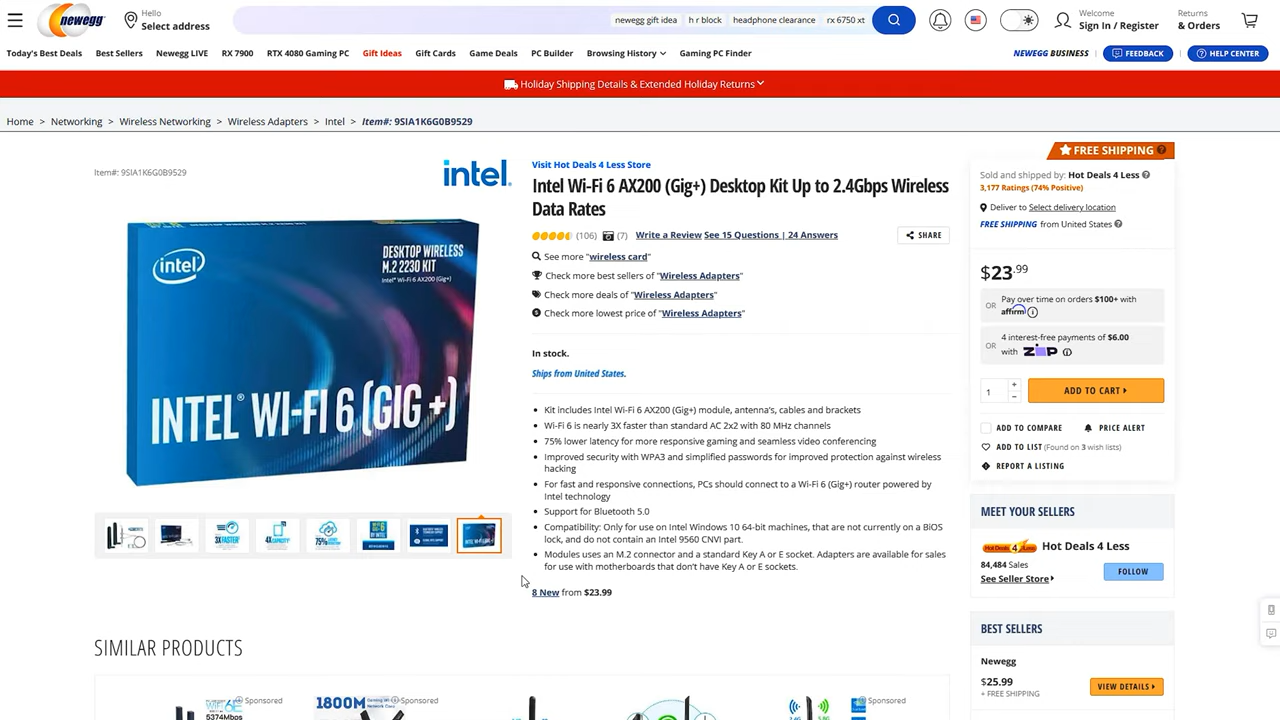 newegg
Hello
Select address
newegg gift idea
h r block
headphone clearance
rx 6750 xt
Welcome
Sign In / Register
Returns
& Orders
Today's Best Deals
Best Sellers
Newegg LIVE
RX 7900
RTX 4080 Gaming PC
Gift Ideas
Gift Cards
Game Deals
PC Builder
Browsing History
Gaming PC Finder
NEWEGG BUSINESS
FEEDBACK
HELP CENTER
Holiday Shipping Details & Extended Holiday Returns
Home > Networking > Wireless Networking > Wireless Adapters > Intel > Item#: 9SIA1K6G0B9529
Item#: 9SIA1K6G0B9529
intel.
intel
DESKTOP WIRELESS
M.2 2230 KIT
Intel® Wi-Fi 6 AX200 (Gig+)
INTEL® WI-FI 6 (GIG +)
Visit Hot Deals 4 Less Store
Intel Wi-Fi 6 AX200 (Gig+) Desktop Kit Up to 2.4Gbps Wireless
Data Rates
(106) (7) Write a Review See 15 Questions | 24 Answers
SHARE
See more "wireless card"
Check more best sellers of "Wireless Adapters"
Check more deals of "Wireless Adapters"
Check more lowest price of "Wireless Adapters"
In stock.
Ships from United States.
Kit includes Intel Wi-Fi 6 AX200 (Gig+) module, antenna's, cables and brackets
Wi-Fi 6 is nearly 3X faster than standard AC 2x2 with 80 MHz channels
75% lower latency for more responsive gaming and seamless video conferencing
Improved security with WPA3 and simplified passwords for improved protection against wireless
hacking
For fast and responsive connections, PCs should connect to a Wi-Fi 6 (Gig+) router powered by
Intel technology
Support for Bluetooth 5.0
Compatibility: Only for use on Intel Windows 10 64-bit machines, that are not currently on a BiOS
lock, and do not contain an Intel 9560 CNVI part.
Modules uses an M.2 connector and a standard Key A or E socket. Adapters are available for sales
for use with motherboards that don't have Key A or E sockets.
8 New from $23.99
FREE SHIPPING
Sold and shipped by: Hot Deals 4 Less
3,177 Ratings (74% Positive)
Deliver to Select delivery location
FREE SHIPPING from United States
$23.99
OR
Pay over time on orders $100+ with
affirm
OR
4 interest-free payments of $6.00
with ZIP
1
+
-
ADD TO CART
ADD TO COMPARE
PRICE ALERT
ADD TO LIST (Found on 3 wish lists)
REPORT A LISTING
MEET YOUR SELLERS
Hot Deals 4 Less
84,484 Sales
See Seller Store
FOLLOW
BEST SELLERS
Newegg
$25.99
+ FREE SHIPPING
VIEW DETAILS
3X FASTER
4X CAPACITY
75%
SIMILAR PRODUCTS
Sponsored
1800M
Sponsored
Sponsored
WiFi 6E
5374Mbps